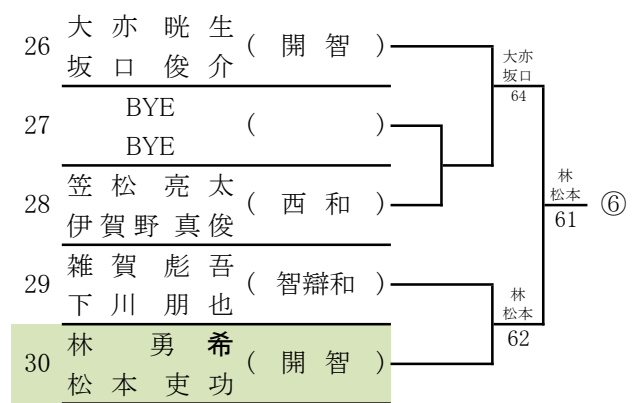 26 大亦晄生 坂口俊介 (開智)
27 BYE BYE ( )
28 笠松亮太 伊賀野真俊 (西和)
29 雑賀彪吾 下川朋也 (智辯和)
30 林勇希 松本吏功 (開智)
大亦
坂口
64
林
松本
62
林
松本
61
⑥